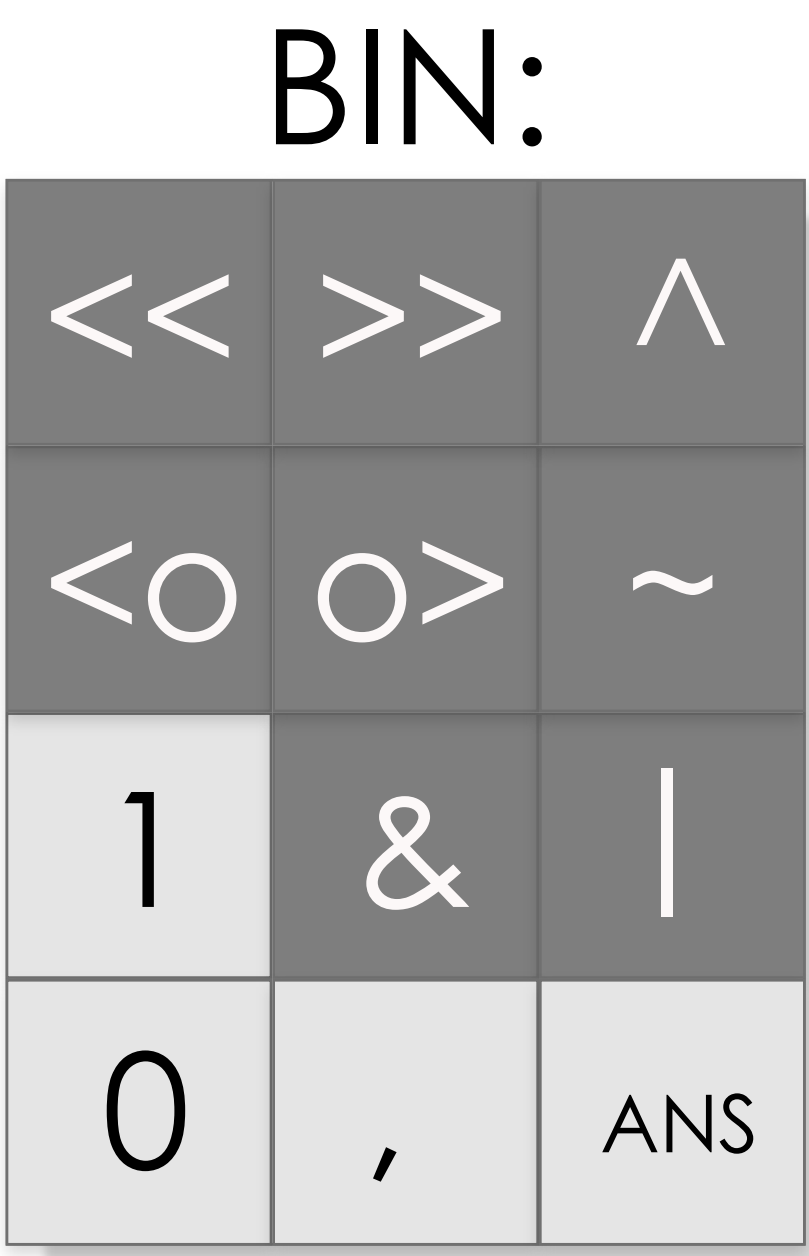 BIN:
<< >> ^
<o o> ~
1 & |
0 , ANS